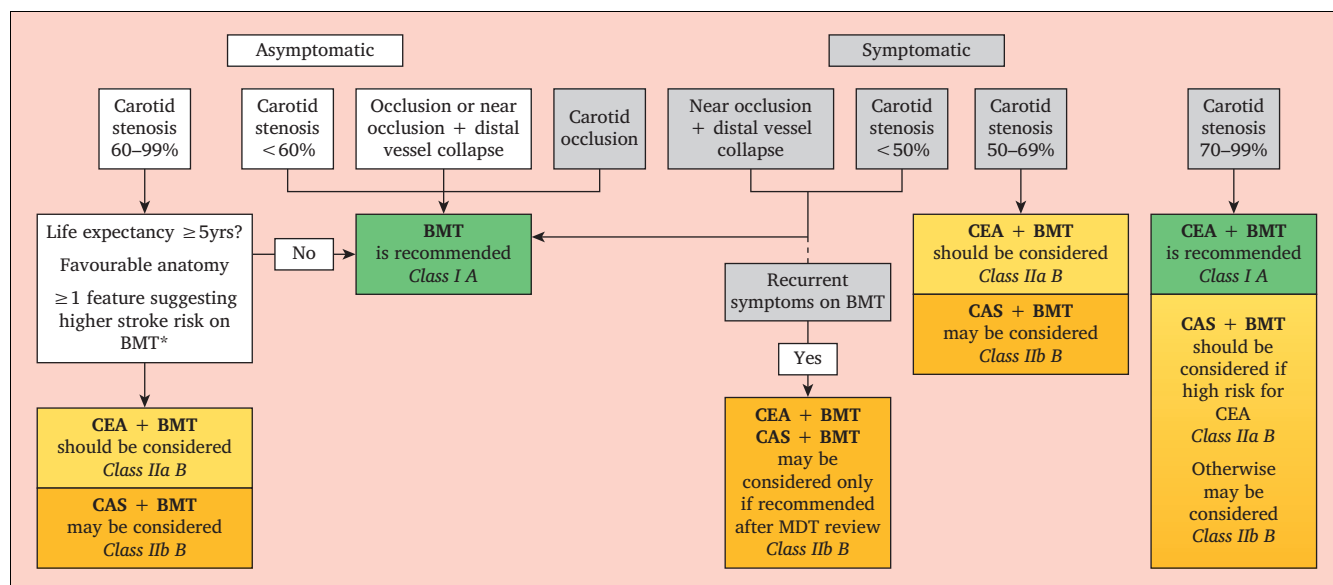 Asymptomatic
Symptomatic
Carotid
stenosis
60–99%
Carotid
stenosis
<60%
Occlusion or near
occlusion + distal
vessel collapse
Carotid
occlusion
Near occlusion
+ distal vessel
collapse
Carotid
stenosis
<50%
Carotid
stenosis
50–69%
Carotid
stenosis
70–99%
Life expectancy ≥5yrs?
Favourable anatomy
≥1 feature suggesting
higher stroke risk on
BMT*
No
BMT
is recommended
Class I A
Recurrent
symptoms on BMT
Yes
CEA + BMT
should be considered
Class IIa B
CAS + BMT
may be considered
Class IIb B
CEA + BMT
CAS + BMT
may be
considered only
if recommended
after MDT review
Class IIb B
CEA + BMT
should be considered
Class IIa B
CAS + BMT
may be considered
Class IIb B
CEA + BMT
is recommended
Class I A
CAS + BMT
should be
considered if
high risk for
CEA
Class IIa B
Otherwise
may be
considered
Class IIb B